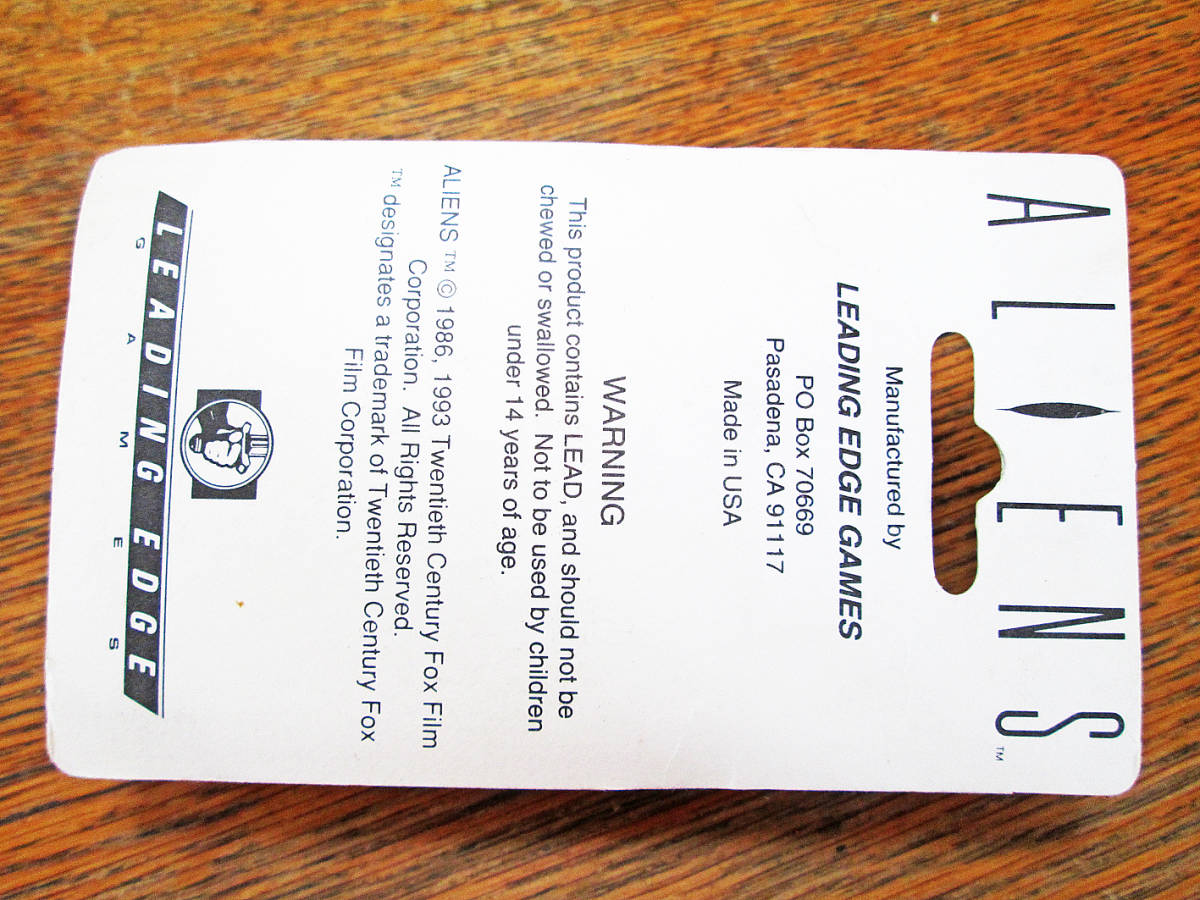 ALIENS™
Manufactured by
LEADING EDGE GAMES
PO Box 70669
Pasadena, CA 91117
Made in USA
WARNING
This product contains LEAD, and should not be
chewed or swallowed. Not to be used by children
under 14 years of age.
ALIENS ™ © 1986, 1993 Twentieth Century Fox Film
Corporation. All Rights Reserved.
™ designates a trademark of Twentieth Century Fox
Film Corporation.
LEADING EDGE
GAMES